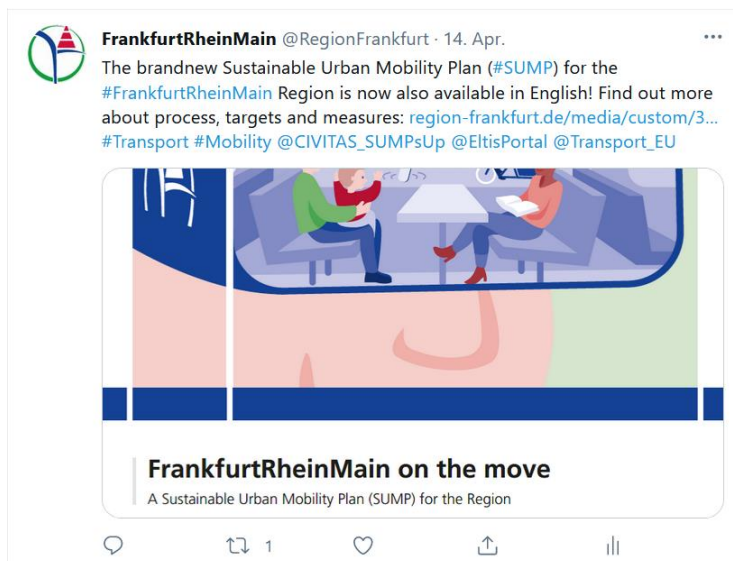 FrankfurtRheinMain @RegionFrankfurt · 14. Apr.
The brandnew Sustainable Urban Mobility Plan (#SUMP) for the
#FrankfurtRheinMain Region is now also available in English! Find out more
about process, targets and measures: region-frankfurt.de/media/custom/3...
#Transport #Mobility @CIVITAS_SUMPsUp @EltisPortal @Transport_EU
FrankfurtRheinMain on the move
A Sustainable Urban Mobility Plan (SUMP) for the Region
1